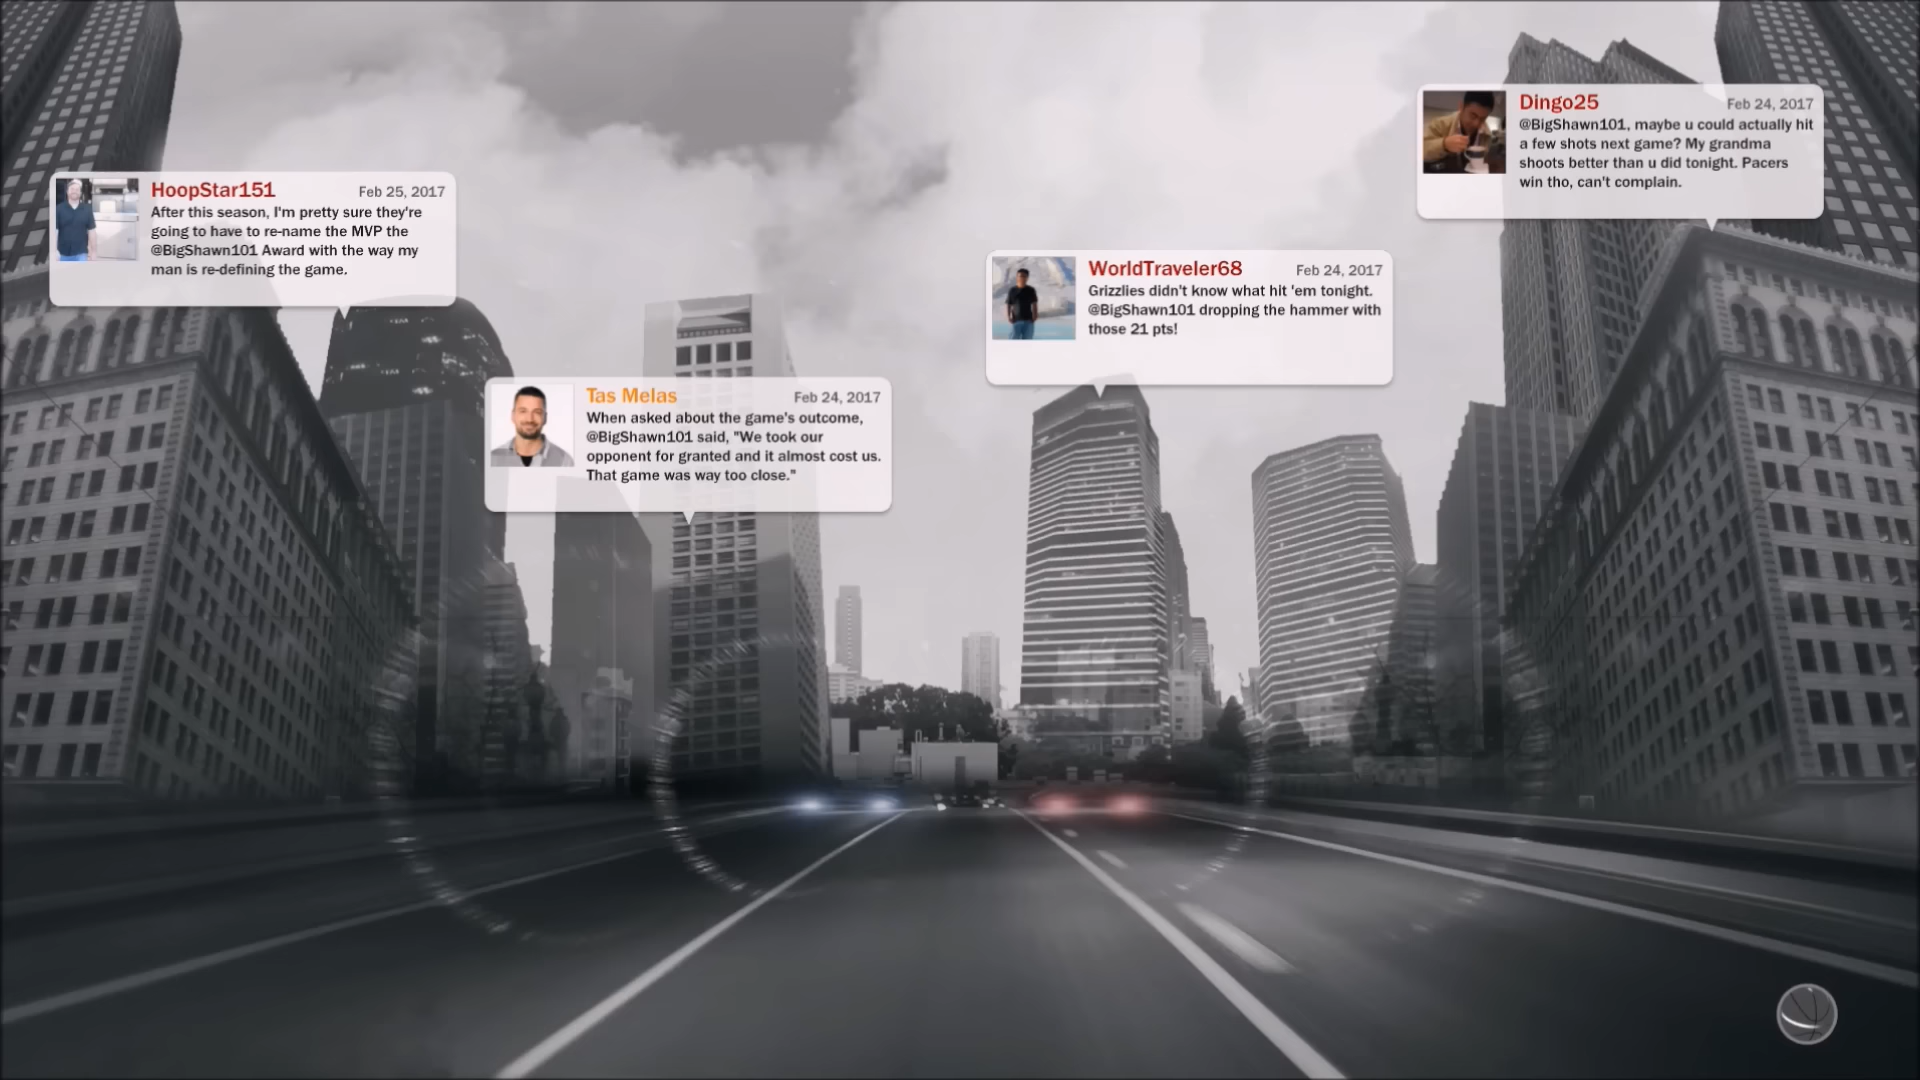 HoopStar151 Feb 25, 2017
After this season, I'm pretty sure they're
going to have to re-name the MVP the
@BigShawn101 Award with the way my
man is re-defining the game.
Tas Melas Feb 24, 2017
When asked about the game's outcome,
@BigShawn101 said, "We took our
opponent for granted and it almost cost us.
That game was way too close."
WorldTraveler68 Feb 24, 2017
Grizzlies didn't know what hit 'em tonight.
@BigShawn101 dropping the hammer with
those 21 pts!
Dingo25 Feb 24, 2017
@BigShawn101, maybe u could actually hit
a few shots next game? My grandma
shoots better than u did tonight. Pacers
win tho, can't complain.